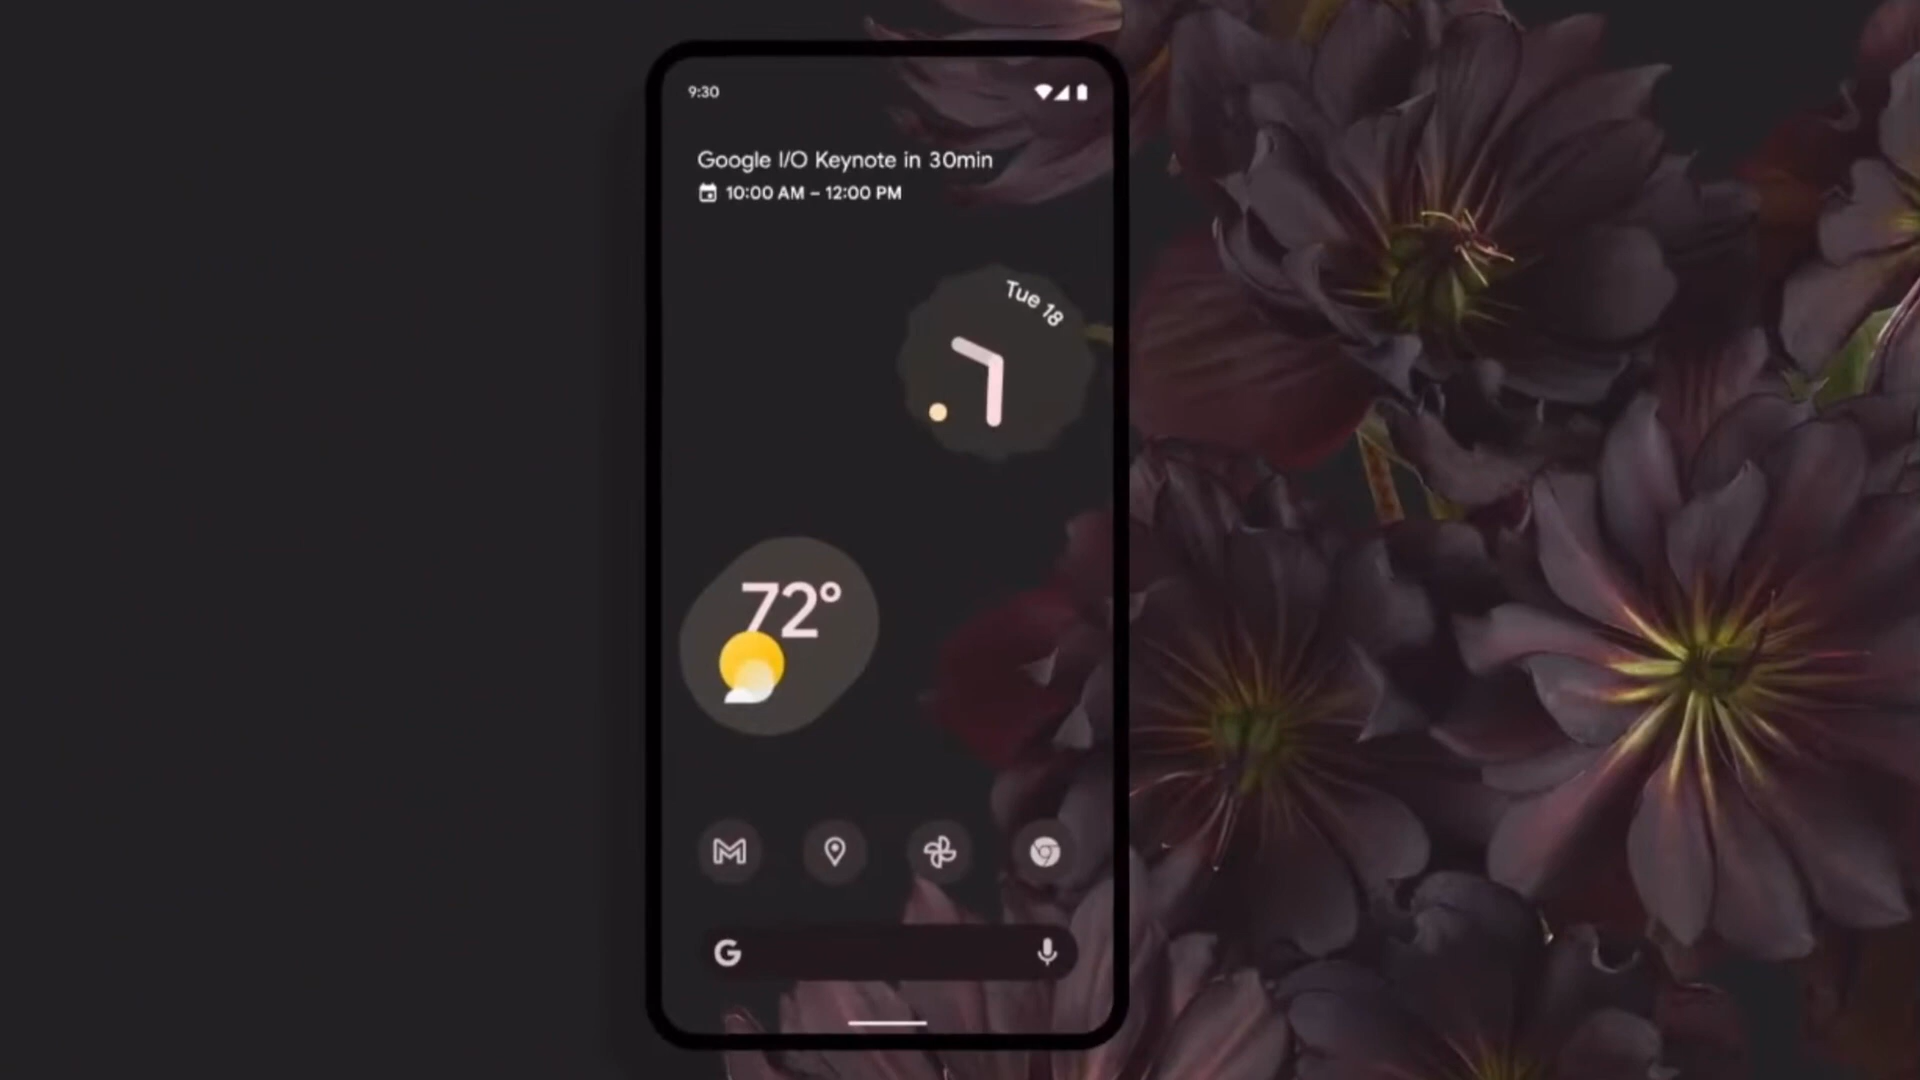 9:30
Google I/O Keynote in 30min
10:00 AM – 12:00 PM
Tue 18
72°
G